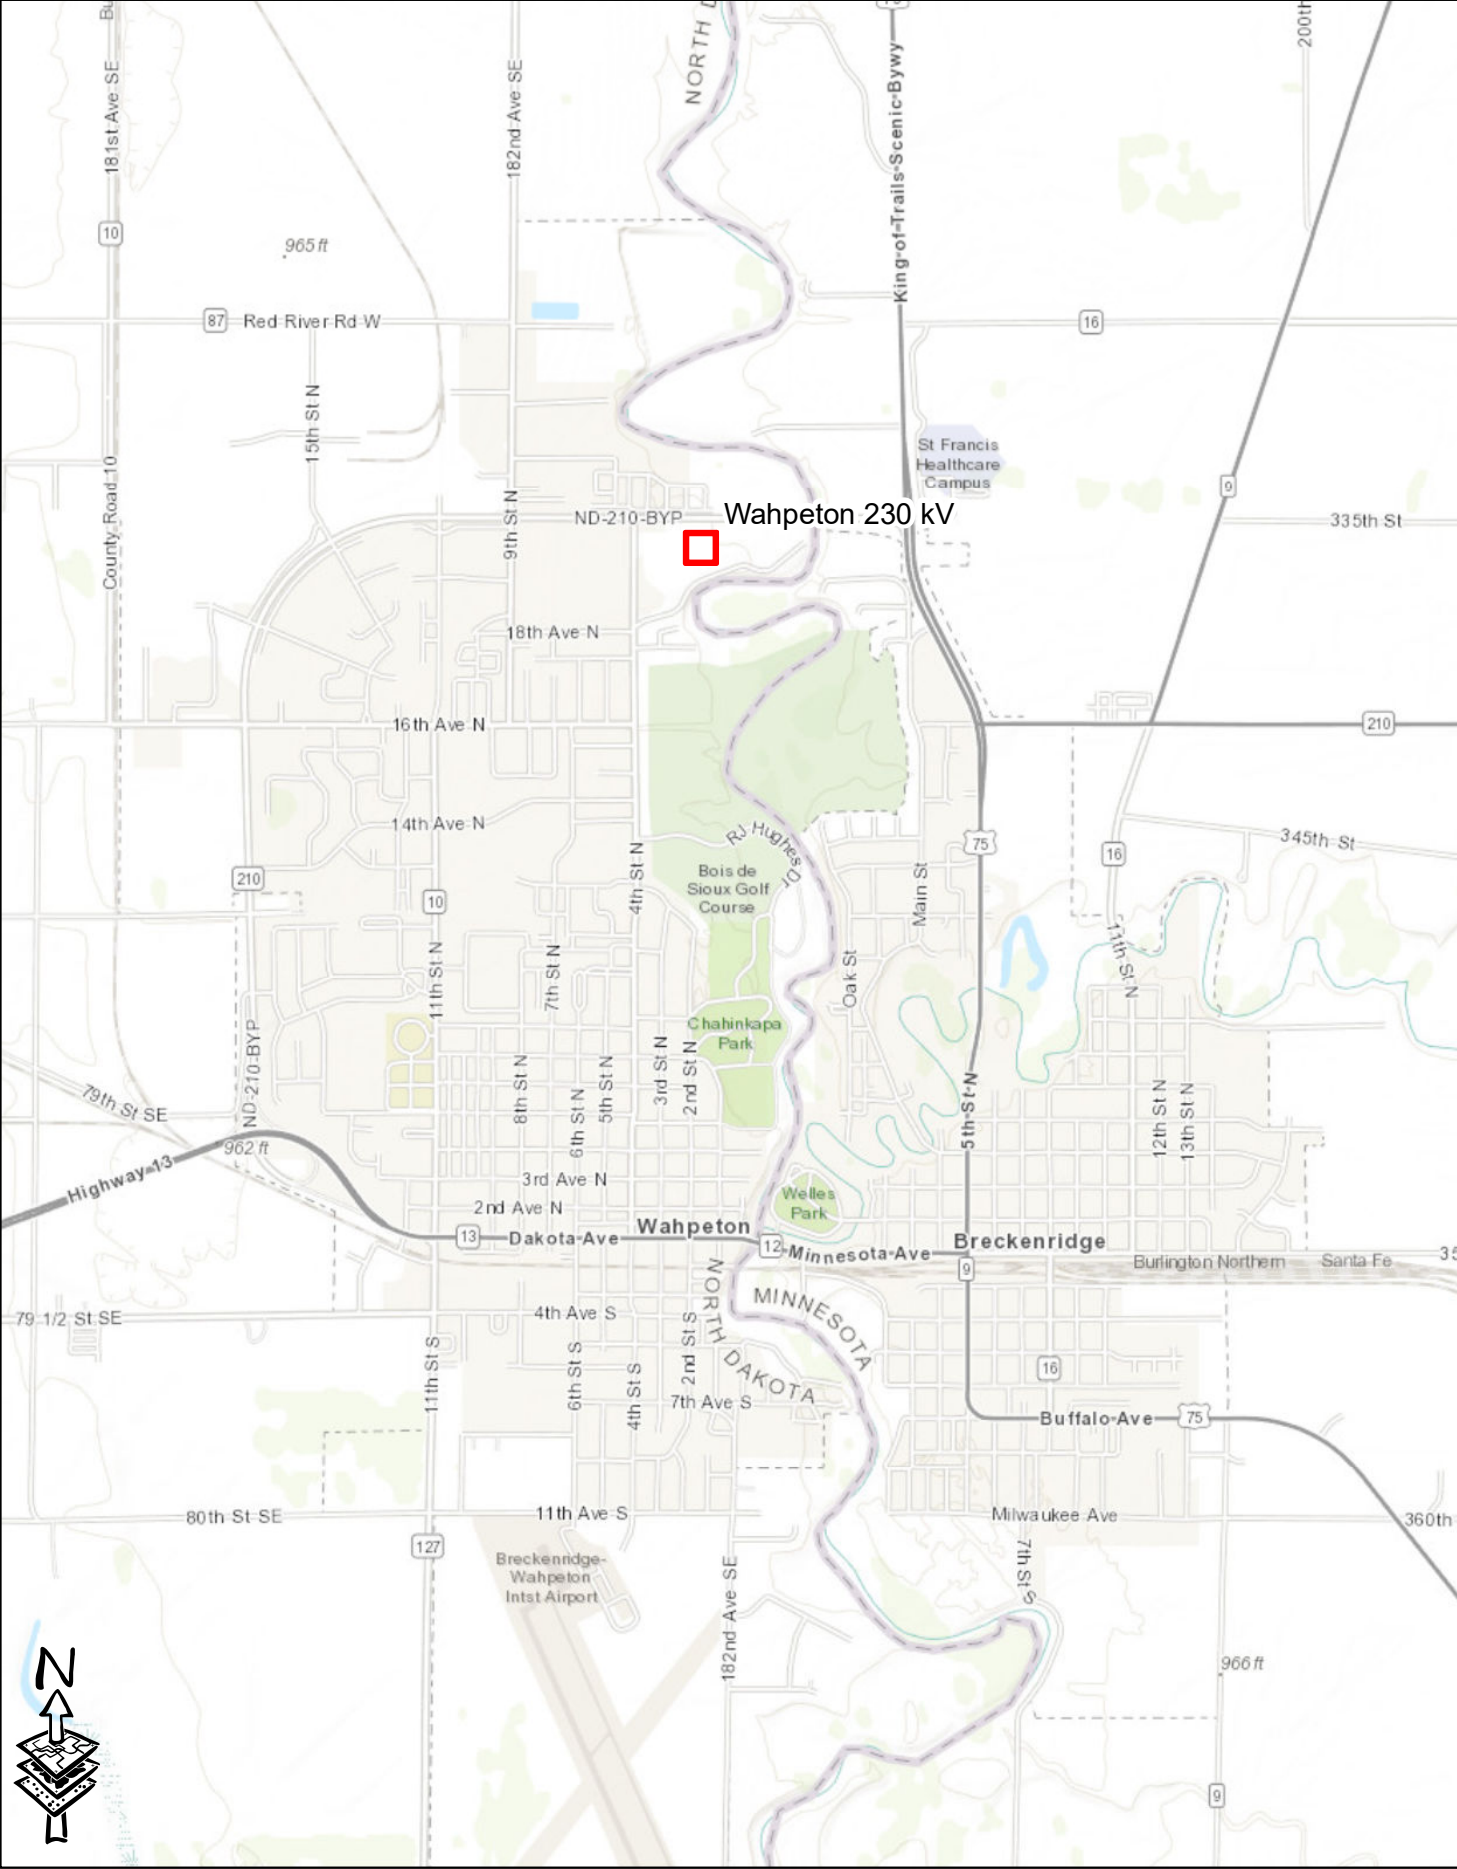 Bu
181st Ave SE
182nd Ave SE
NORTH D
King-of-Trails-Scenic-Bywy
200th
10
965 ft
87
Red River Rd W
16
15th St N
St Francis
Healthcare
Campus
9
County Road 10
9th St N
ND-210-BYP
Wahpeton 230 kV
335th St
18th Ave N
16th Ave N
210
14th Ave N
RJ Hughes Dr
75
345th St
16
210
10
4th St N
Bois de
Sioux Golf
Course
Main St
11th St N
11th St N
7th St N
Oak St
Chahinkapa
Park
ND-210-BYP
79th St SE
8th St N
6th St N
5th St N
3rd St N
2nd St N
5th-St-N
12th St N
13th St N
962 ft
Highway-13
3rd Ave N
Welles
Park
2nd Ave N
Wahpeton
13
Dakota-Ave
12
Minnesota-Ave
Breckenridge
Burlington Northern
Santa Fe
35
9
NORTH DAKOTA
MINNESOTA
79 1/2 St SE
4th Ave S
11th St S
6th St S
4th St S
2nd St S
7th Ave S
16
Buffalo-Ave
75
80th St SE
11th Ave S
Milwaukee Ave
360th
127
Breckenridge-
Wahpeton
Intst Airport
182nd Ave SE
7th St S
966 ft
N
9